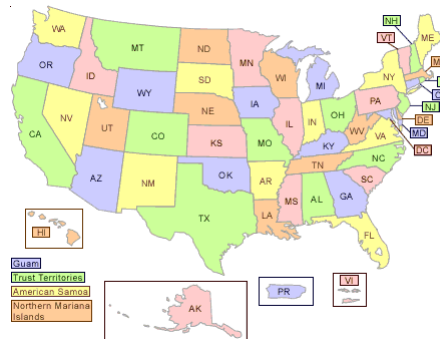 NH
WA
VT
ME
MT
ND
MN
OR
ID
WI
NY
SD
MI
WY
IA
PA
NE
NJ
NV
IL
IN
OH
DE
UT
CO
WV
MD
CA
KS
MO
KY
VA
DC
TN
NC
OK
AZ
NM
AR
SC
MS
AL
GA
TX
LA
HI
FL
Guam
Trust Territories
American Samoa
Northern Mariana
Islands
AK
PR
VI